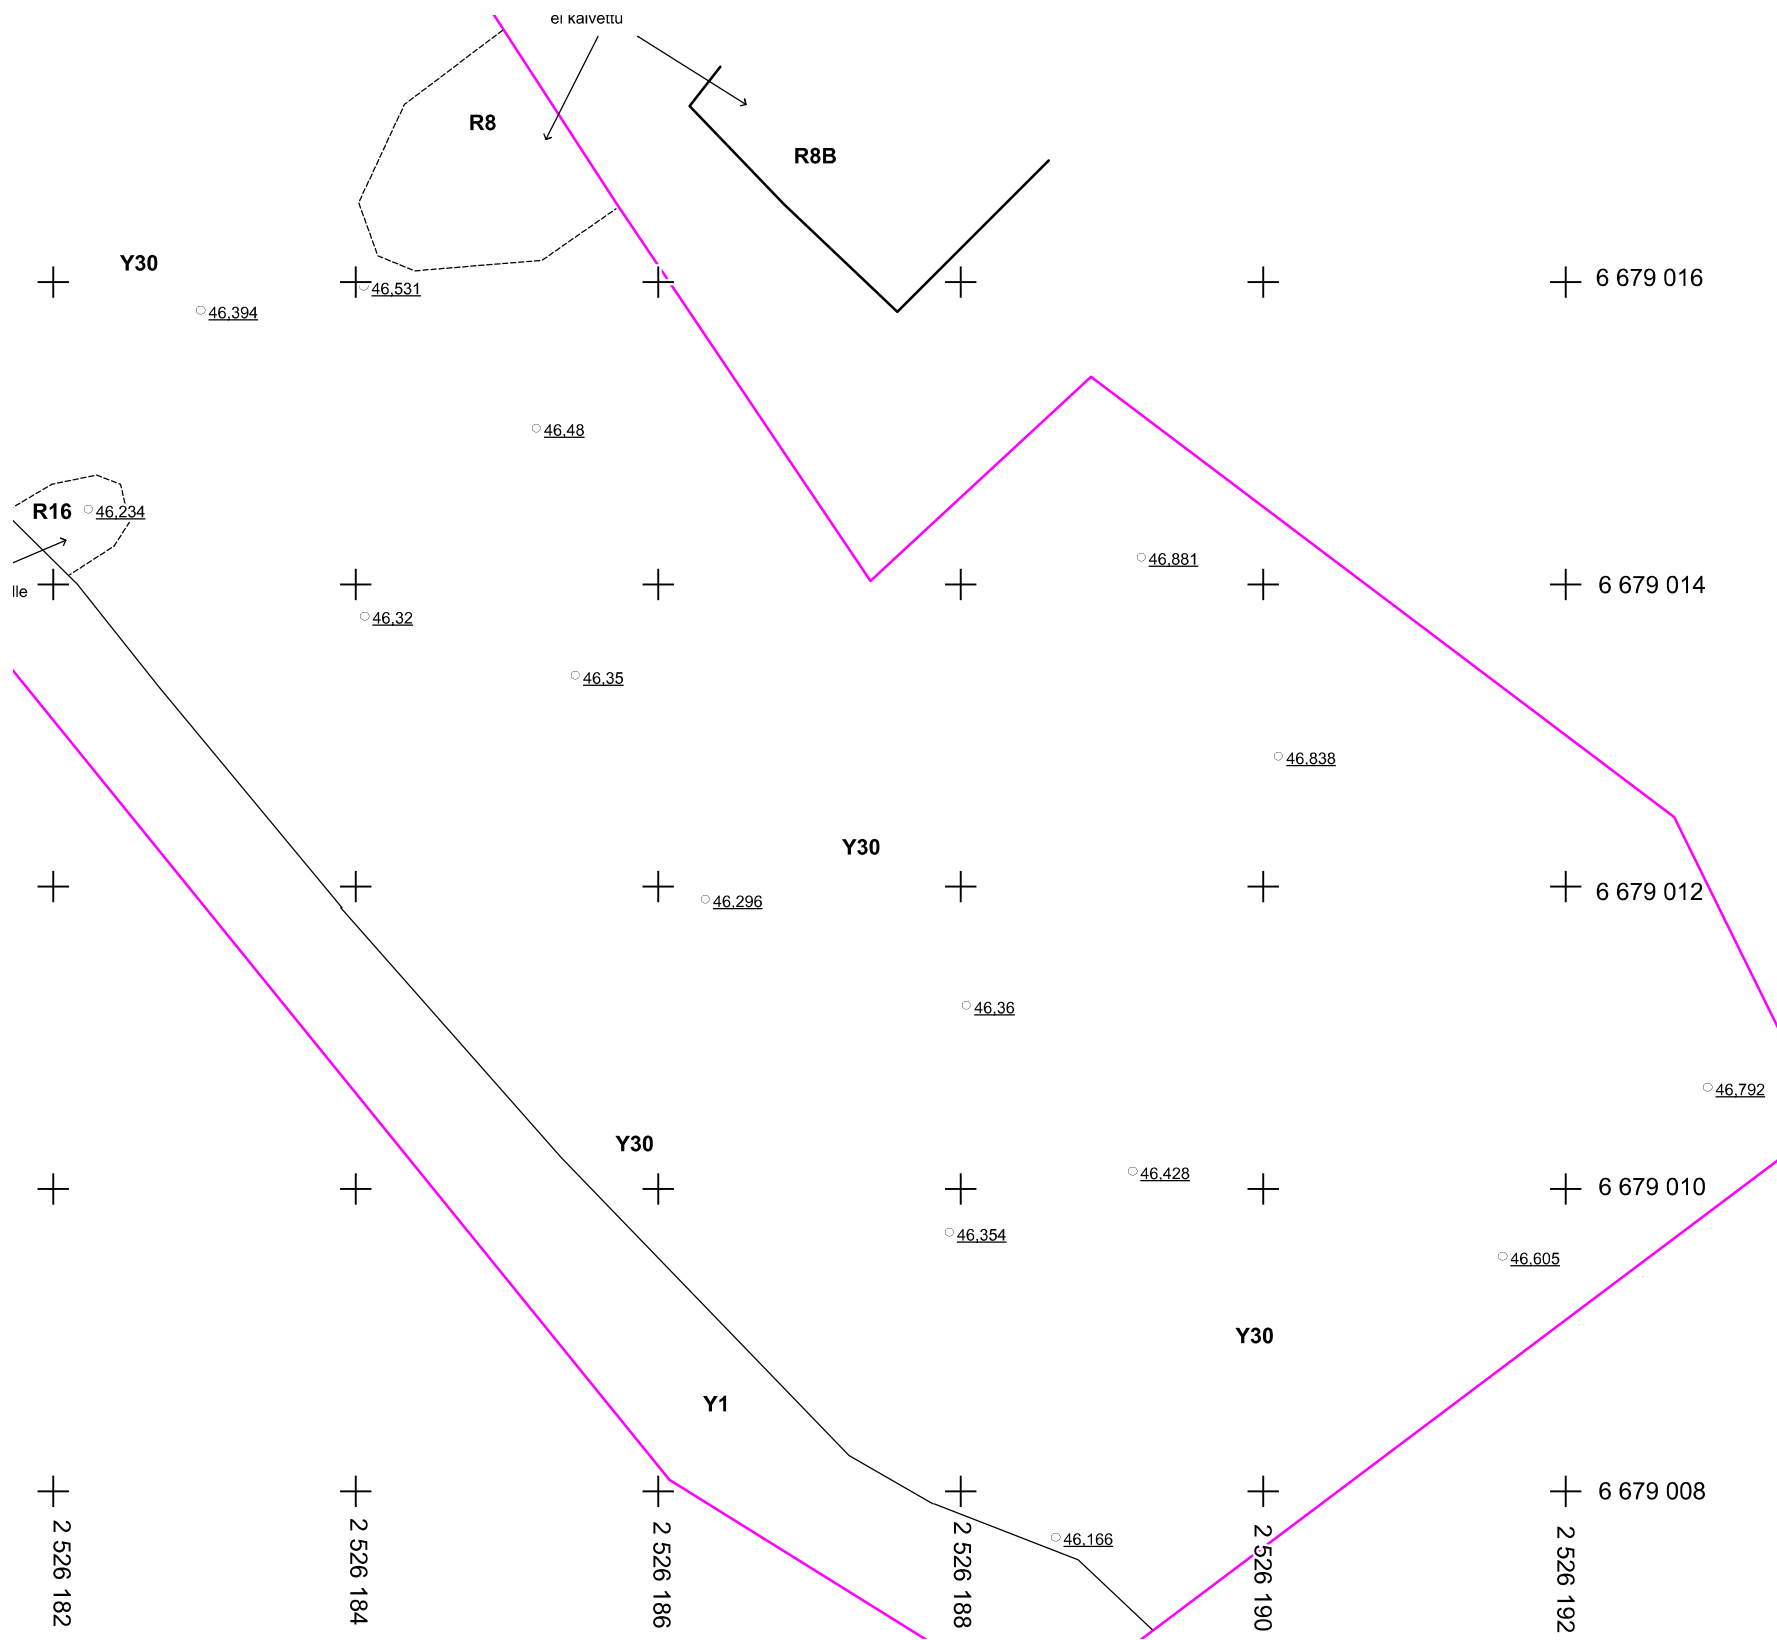 ei kaivettu
R8
R8B
Y30
6 679 016
46,531
46,394
46,48
R16
46,234
46,881
6 679 014
lle
46,32
46,35
46,838
Y30
6 679 012
46,296
46,36
46,792
Y30
46,428
6 679 010
46,354
46,605
Y30
Y1
6 679 008
46,166
2 526 182
2 526 184
2 526 186
2 526 188
2 526 190
2 526 192